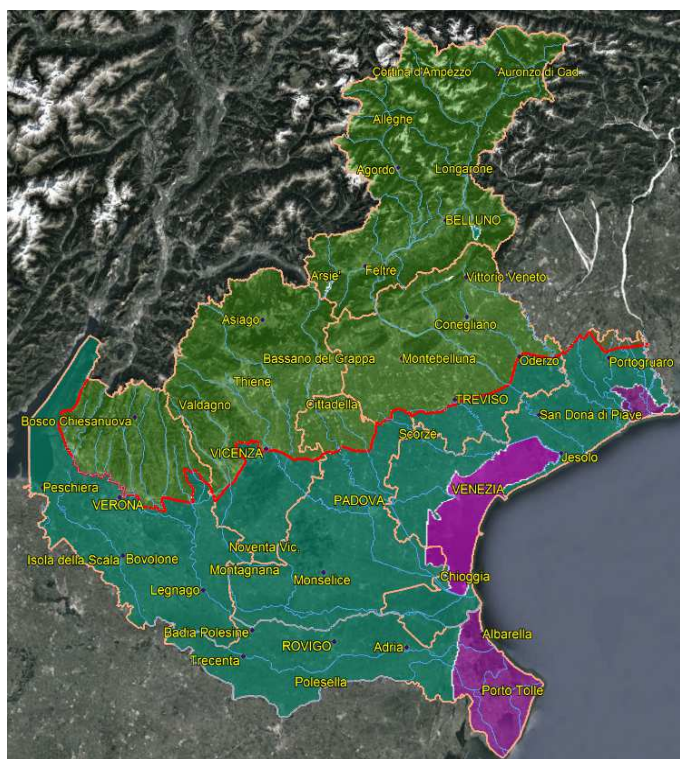 Cortina d'Ampezzo
Auronzo di Cad.
Alleghe
Agordo
Longarone
BELLUNO
Arsie'
Feltre
Vittorio Veneto
Asiago
Conegliano
Bassano del Grappa
Montebelluna
Oderzo
Portogruaro
Thiene
Valdagno
Cittadella
TREVISO
Bosco Chiesanuova
San Dona di Piave
Scorzè
VICENZA
Jesolo
Peschiera
VENEZIA
VERONA
PADOVA
Noventa Vic.
Isola della Scala
Bovolone
Montagnana
Monselice
Chioggia
Legnago
Badia Polesine
Albarella
ROVIGO
Adria
Trecenta
Polesella
Porto Tolle